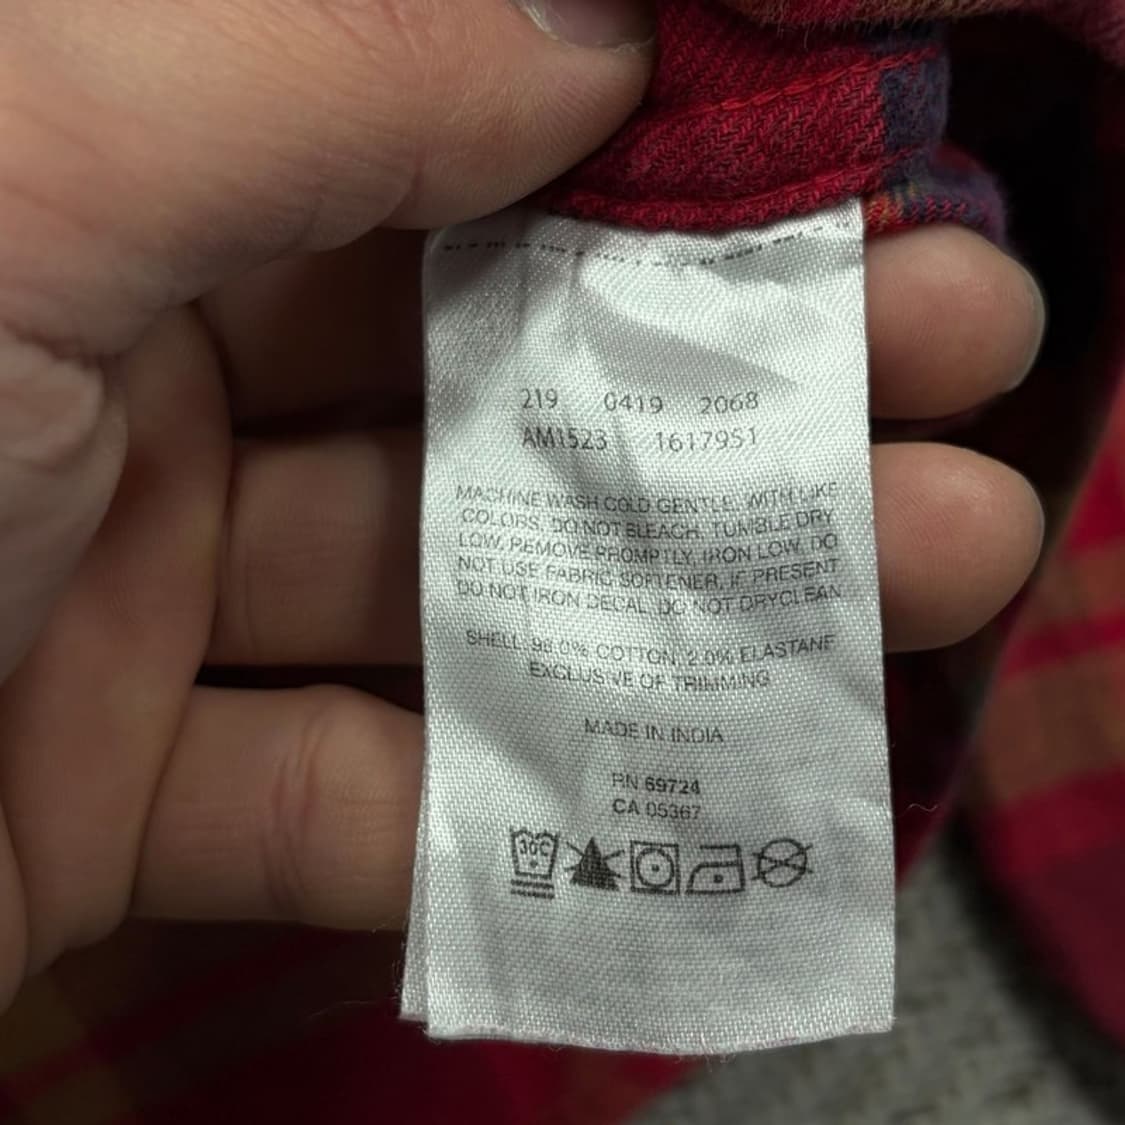 219 0419 2068
AM1523 1617951
MACHINE WASH COLD GENTLE, WITH LIKE
COLORS, DO NOT BLEACH, TUMBLE DRY
LOW, REMOVE PROMPTLY, IRON LOW, DO
NOT USE FABRIC SOFTENER, IF PRESENT
DO NOT IRON DECAL, DO NOT DRYCLEAN
SHELL: 98.0% COTTON, 2.0% ELASTANE
EXCLUSIVE OF TRIMMING
MADE IN INDIA
RN 69724
CA 05367
30C